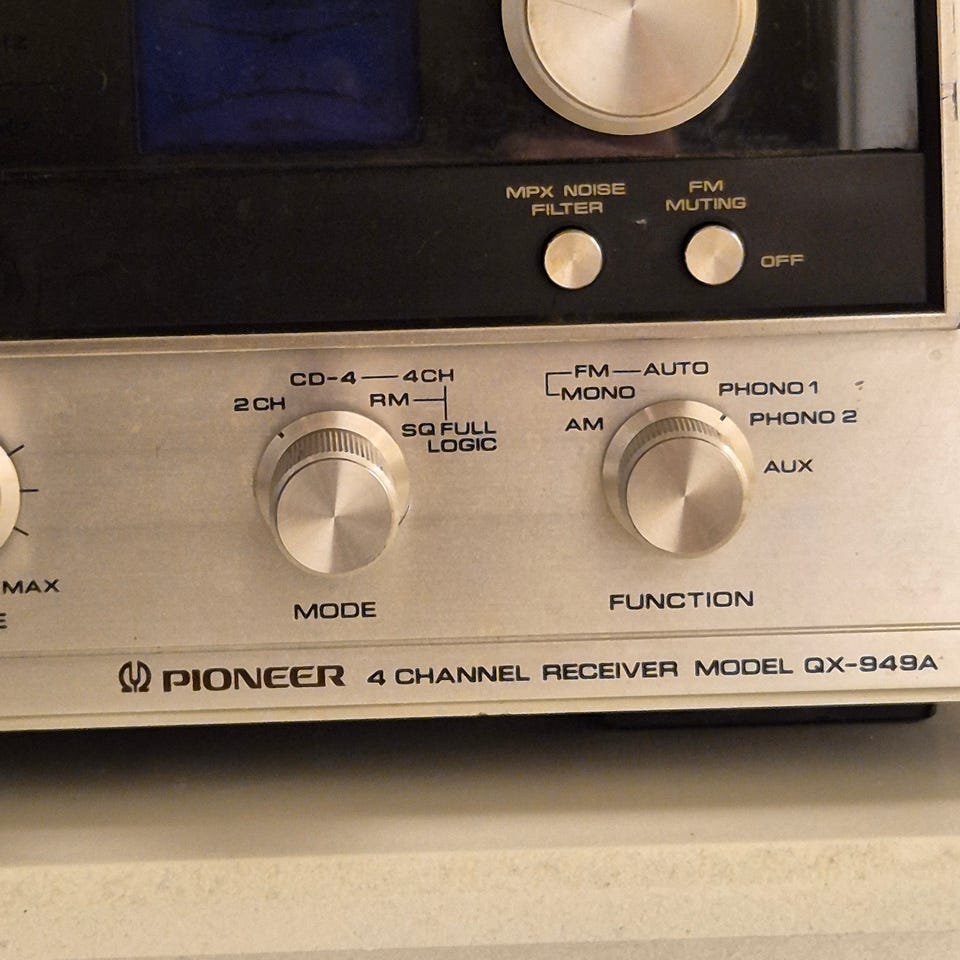 MPX NOISE
FILTER
FM
MUTING
OFF
CD-4 4CH
2CH
RM
SQ FULL
LOGIC
FM AUTO
MONO
AM
PHONO 1
PHONO 2
AUX
MAX
E
MODE
FUNCTION
PIONEER 4 CHANNEL RECEIVER MODEL QX-949A